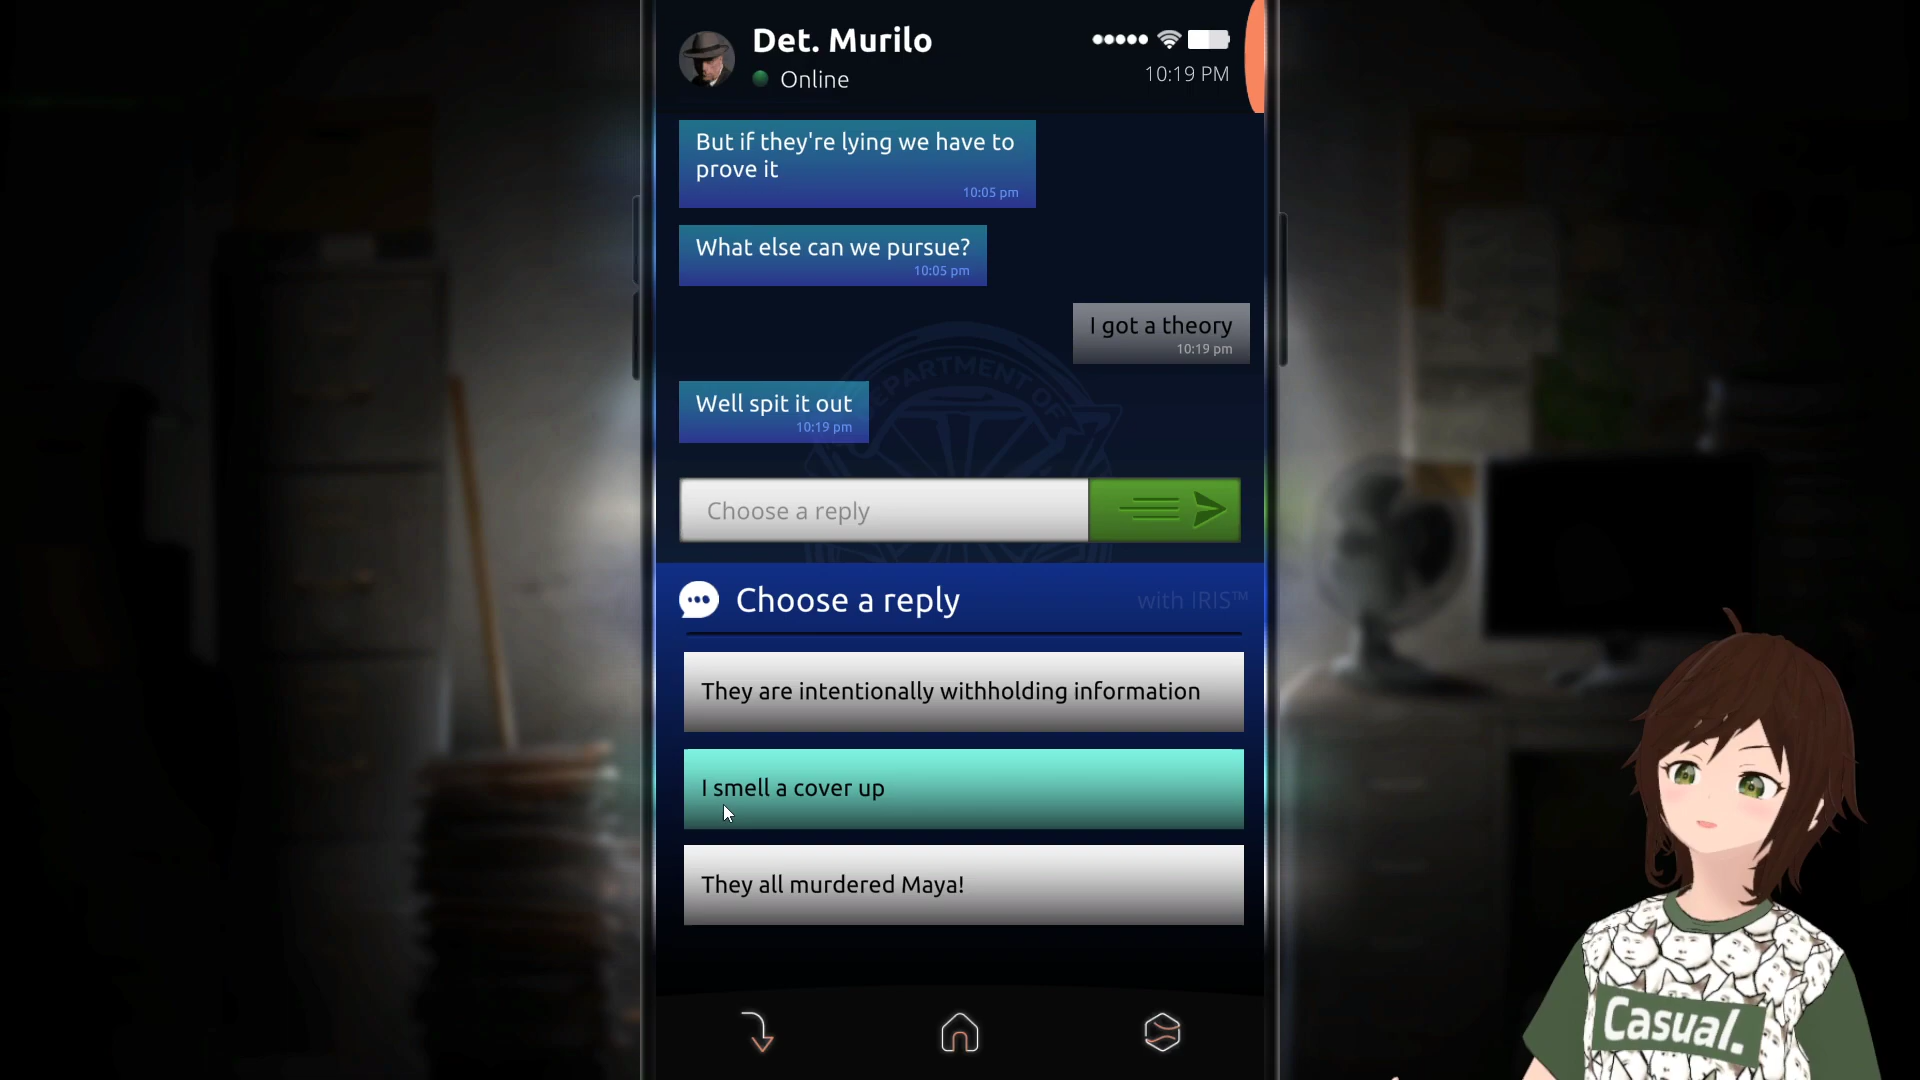 Det. Murilo
Online
10:19 PM
But if they're lying we have to
prove it
10:05 pm
What else can we pursue?
10:05 pm
I got a theory
10:19 pm
Well spit it out
10:19 pm
DEPARTMENT OF
Choose a reply
Choose a reply
with IRIS™
They are intentionally withholding information
I smell a cover up
They all murdered Maya!
Casual.